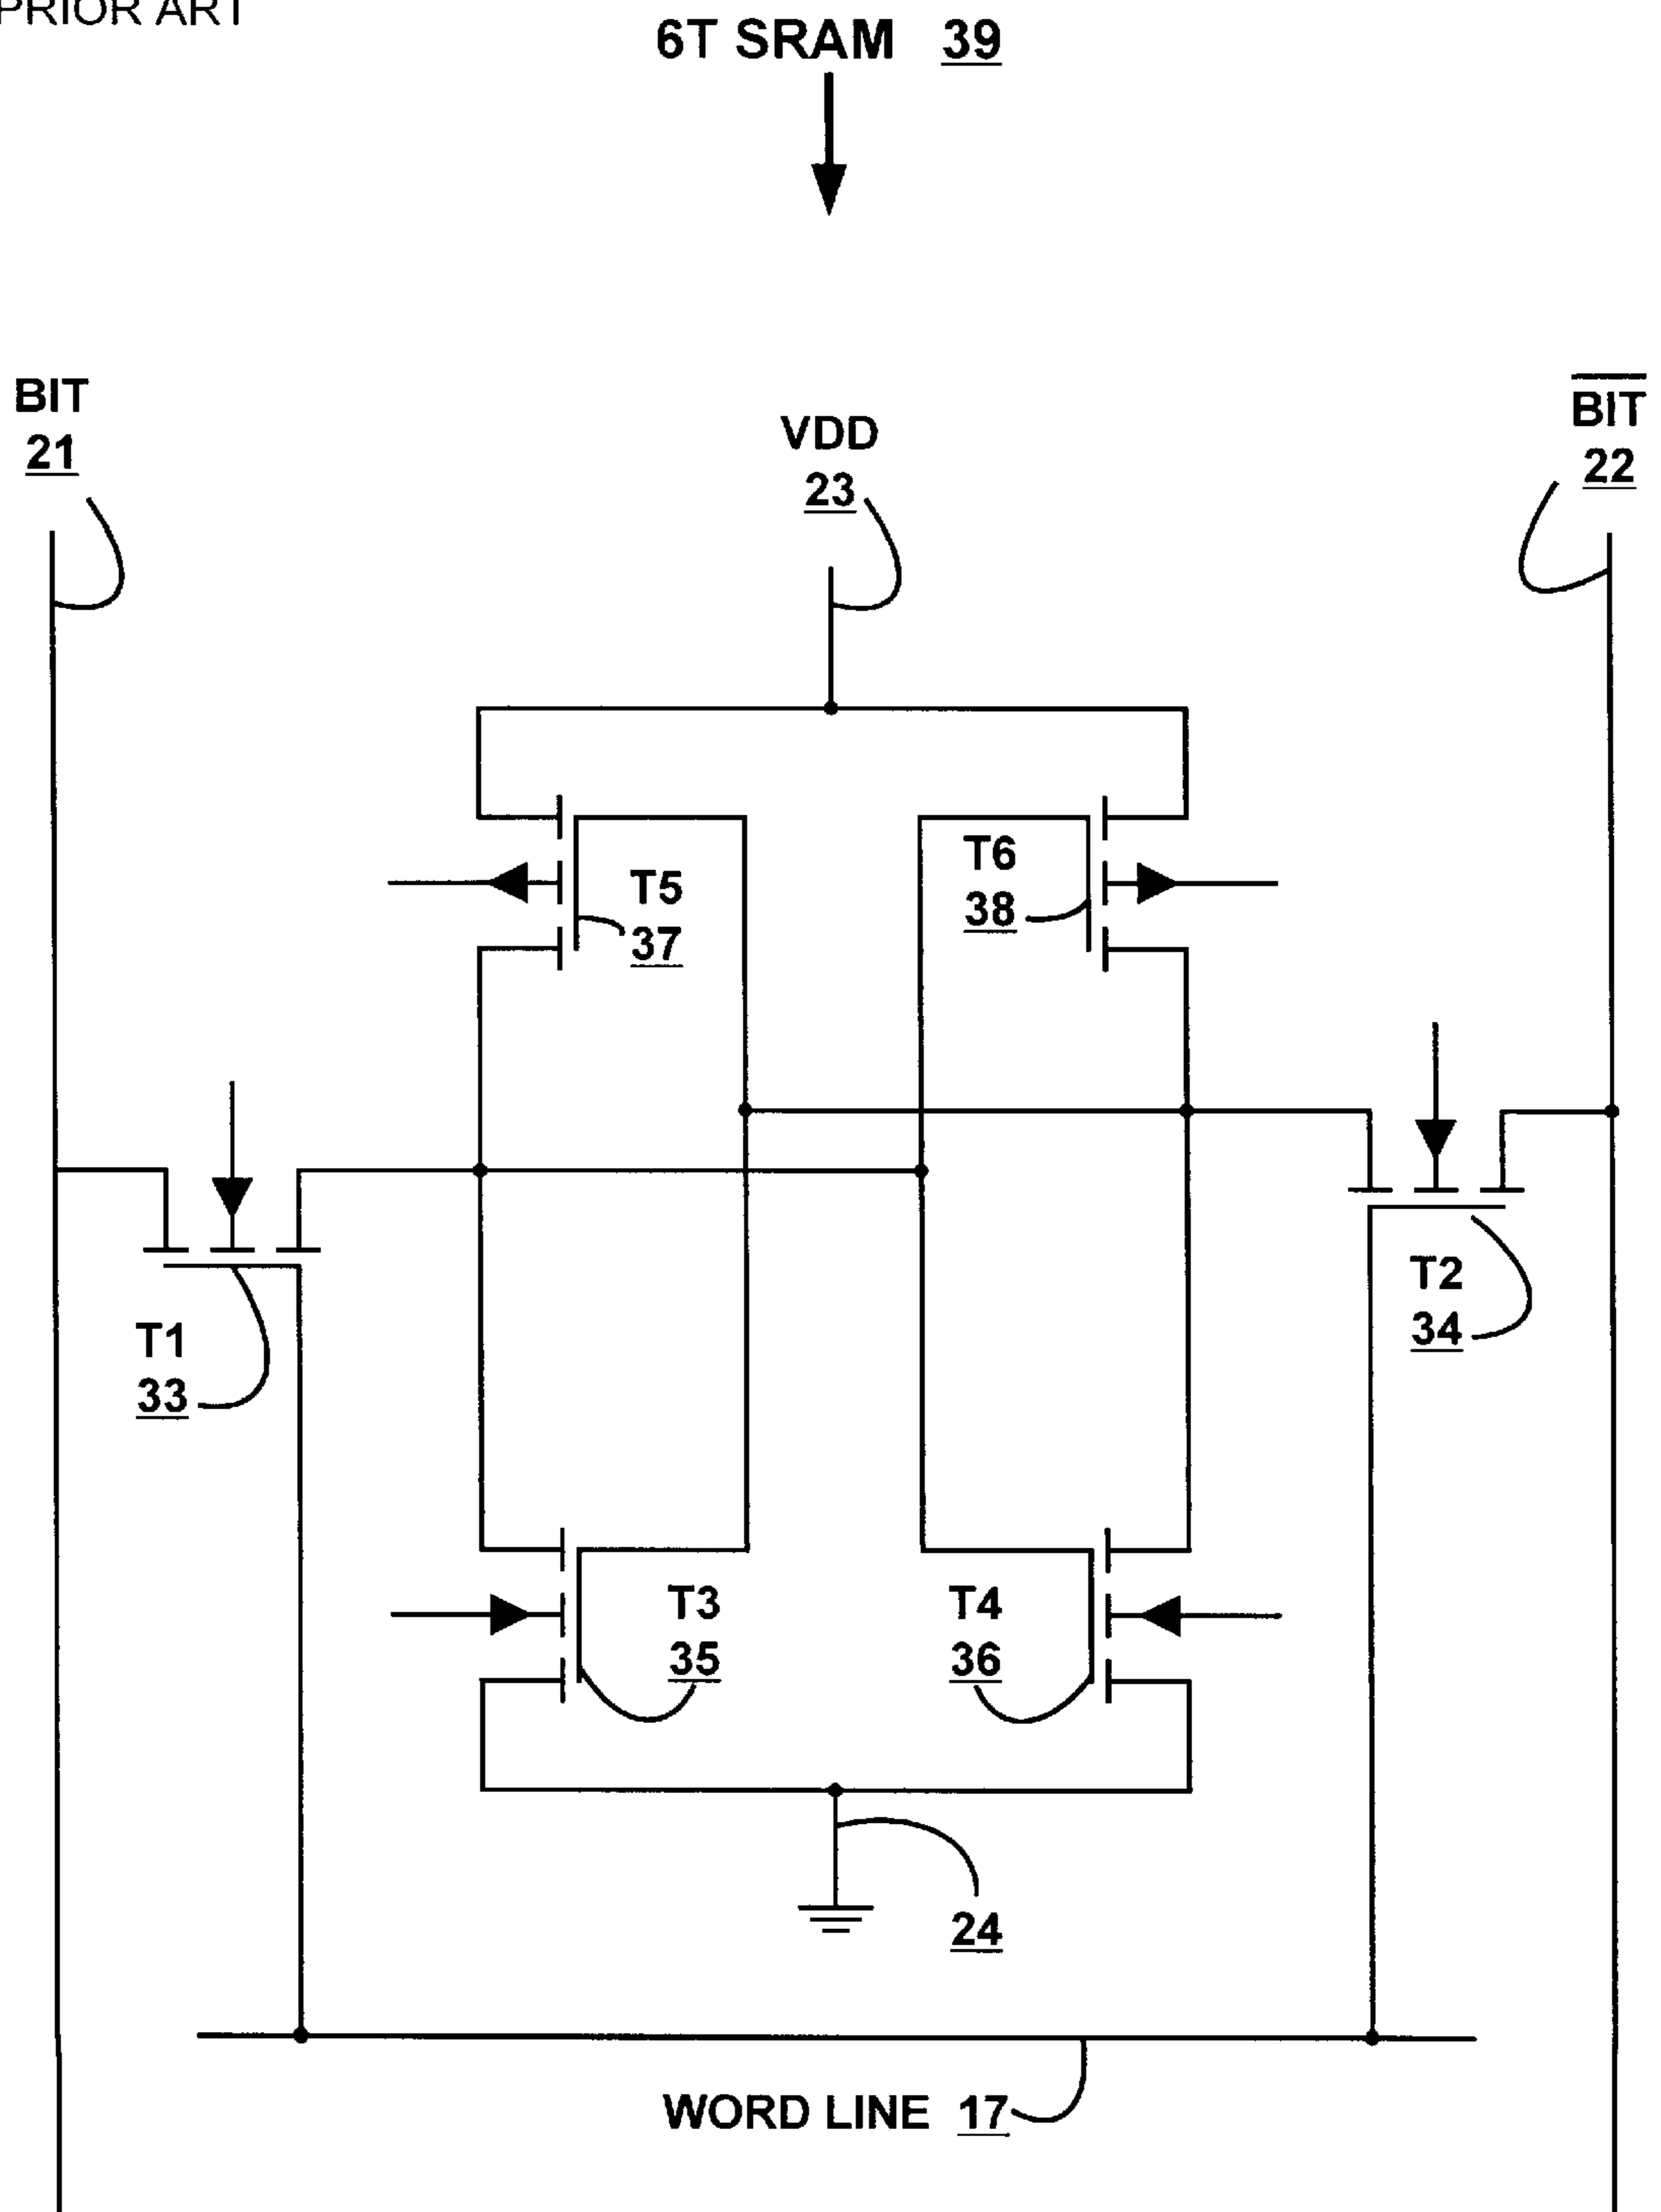 PRIOR ART
6T SRAM 39
BIT
21
VDD
23
BIT
22
T5
37
T6
38
T1
33
T2
34
T3
35
T4
36
24
WORD LINE 17